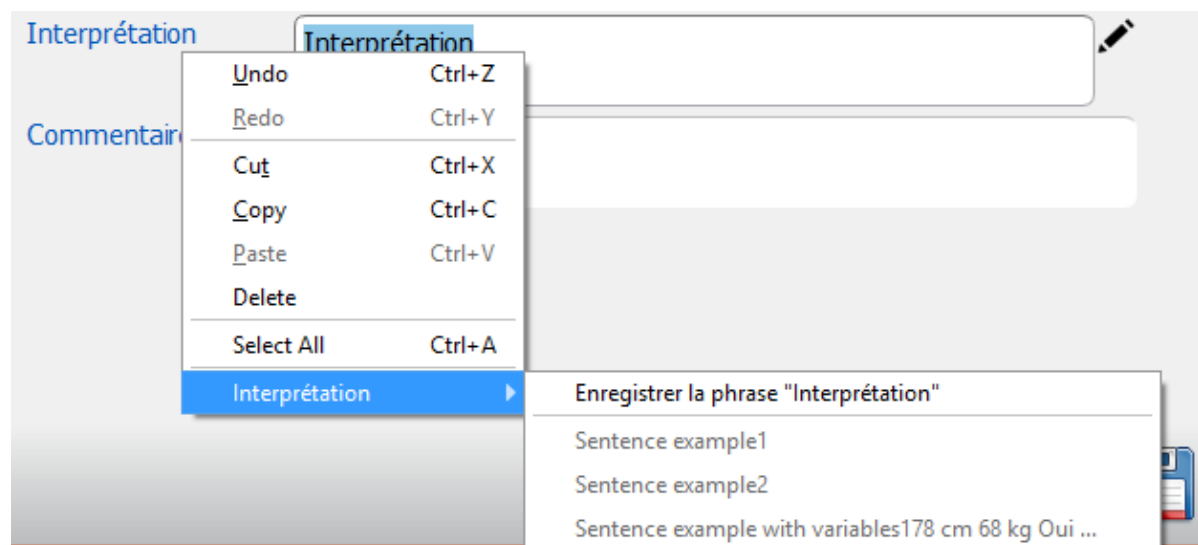 Interprétation
Interprétation
Undo Ctrl+Z
Redo Ctrl+Y
Commentair
Cut Ctrl+X
Copy Ctrl+C
Paste Ctrl+V
Delete
Select All Ctrl+A
Interprétation
Enregistrer la phrase "Interprétation"
Sentence example1
Sentence example2
Sentence example with variables178 cm 68 kg Oui ...